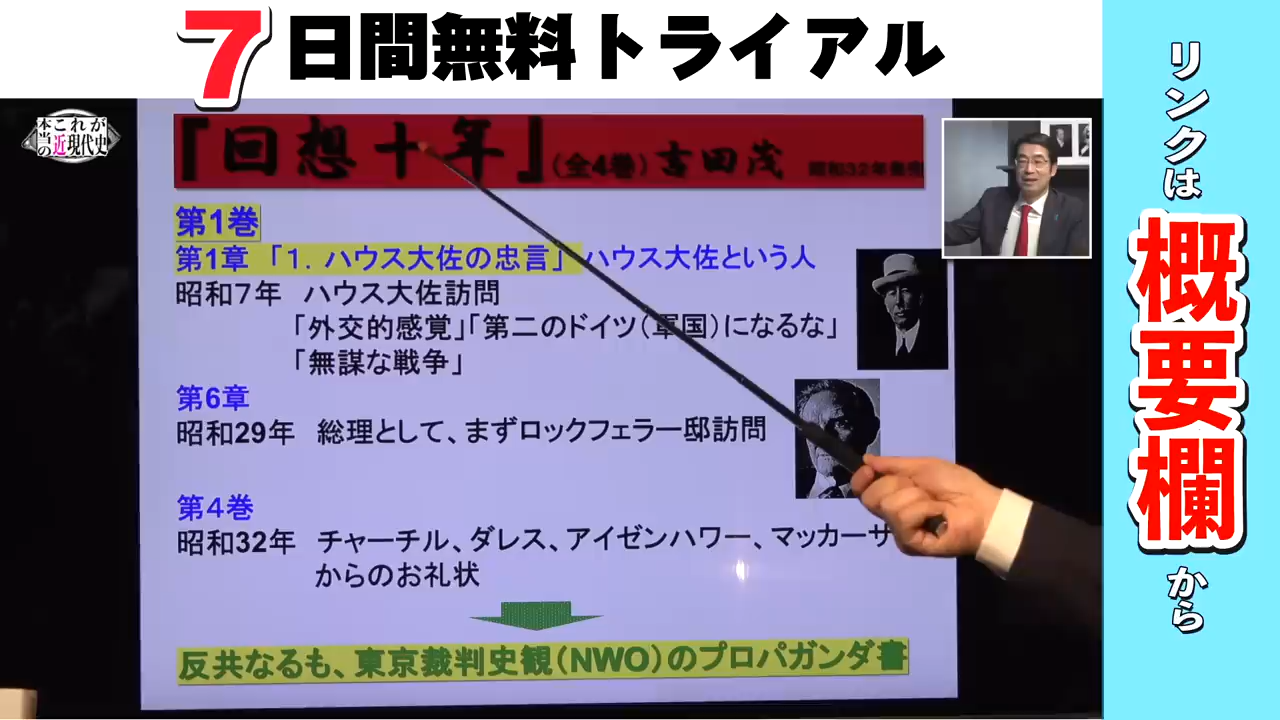 7日間無料トライアル
本当のこれが近現代史
『回想十年』(全4巻)吉田茂 昭和32年発売
第1巻
第1章 「1. ハウス大佐の忠言」 ハウス大佐という人
昭和7年 ハウス大佐訪問
「外交的感覚」「第二のドイツ(軍国)になるな」
「無謀な戦争」
第6章
昭和29年 総理として、まずロックフェラー邸訪問
第4巻
昭和32年 チャーチル、ダレス、アイゼンハワー、マッカーサ
からのお礼状
反共なるも、東京裁判史観(NWO)のプロパガンダ書
リンクは
概要欄
から